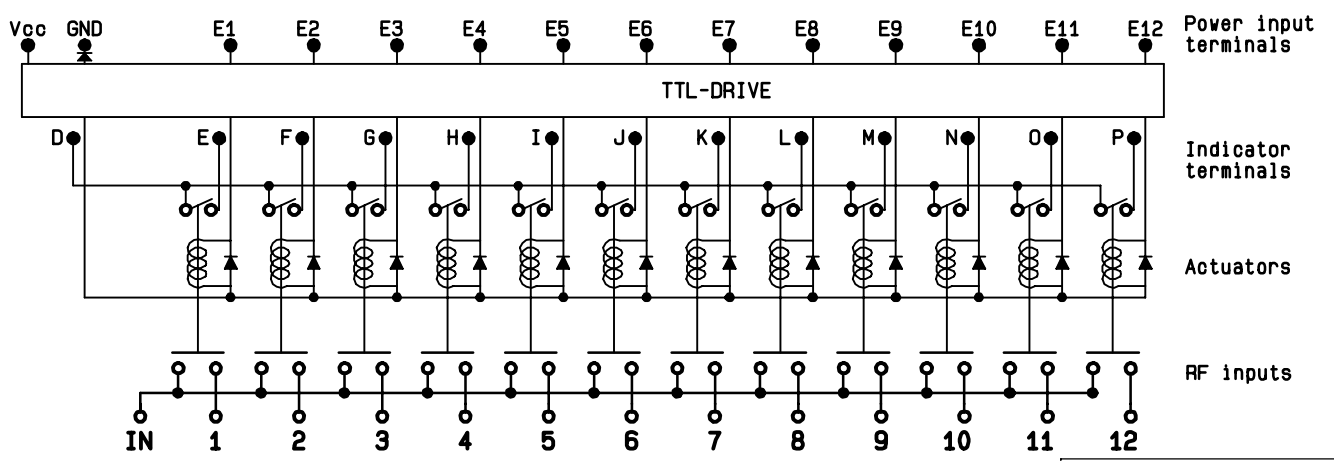 Vcc GND E1 E2 E3 E4 E5 E6 E7 E8 E9 E10 E11 E12 Power input
terminals
TTL-DRIVE
D E F G H I J K L M N O P Indicator
terminals
Actuators
RF inputs
IN 1 2 3 4 5 6 7 8 9 10 11 12